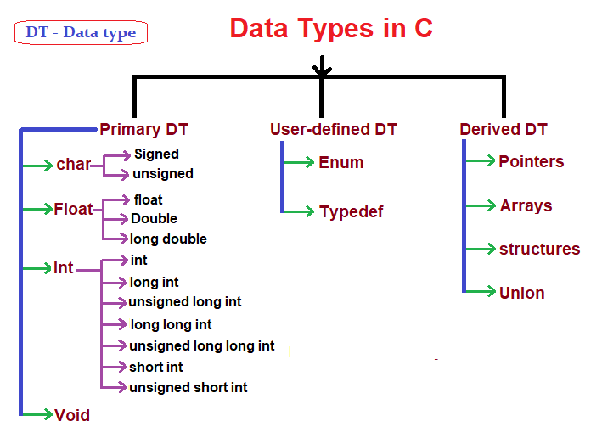 DT - Data type
Data Types in C
Primary DT
char
Signed
unsigned
Float
float
Double
long double
Int
int
long int
unsigned long int
long long int
unsigned long long int
short int
unsigned short int
Void
User-defined DT
Enum
Typedef
Derived DT
Pointers
Arrays
structures
Union